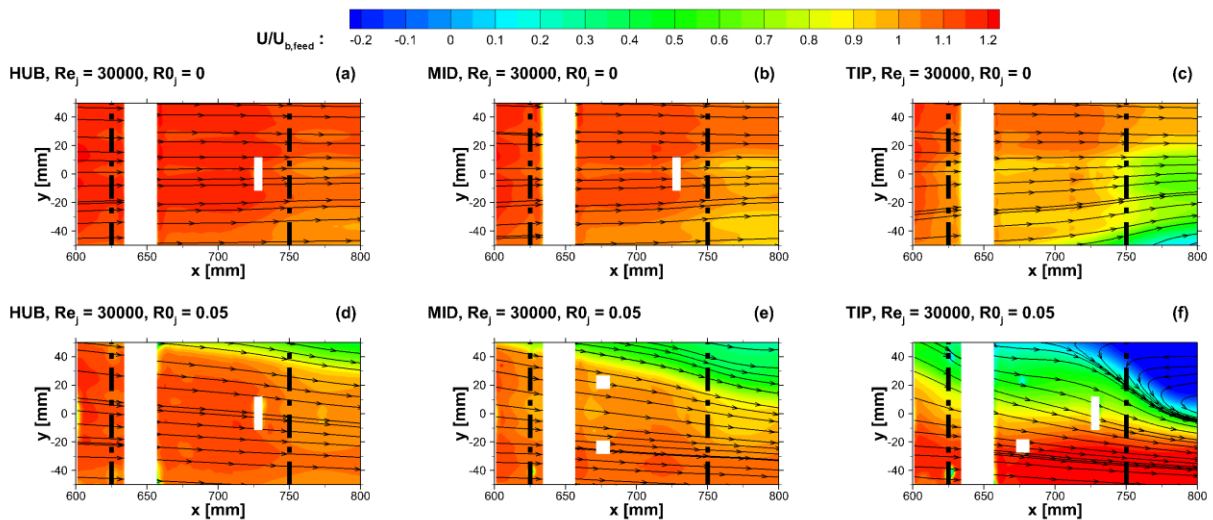 U/U_b,feed : -0.2 -0.1 0 0.1 0.2 0.3 0.4 0.5 0.6 0.7 0.8 0.9 1 1.1 1.2
HUB, Re_j = 30000, R0_j = 0 (a)
MID, Re_j = 30000, R0_j = 0 (b)
TIP, Re_j = 30000, R0_j = 0 (c)
y [mm]
40
20
0
-20
-40
600 650 700 750 800
x [mm]
y [mm]
40
20
0
-20
-40
600 650 700 750 800
x [mm]
y [mm]
40
20
0
-20
-40
600 650 700 750 800
x [mm]
HUB, Re_j = 30000, R0_j = 0.05 (d)
MID, Re_j = 30000, R0_j = 0.05 (e)
TIP, Re_j = 30000, R0_j = 0.05 (f)
y [mm]
40
20
0
-20
-40
600 650 700 750 800
x [mm]
y [mm]
40
20
0
-20
-40
600 650 700 750 800
x [mm]
y [mm]
40
20
0
-20
-40
600 650 700 750 800
x [mm]